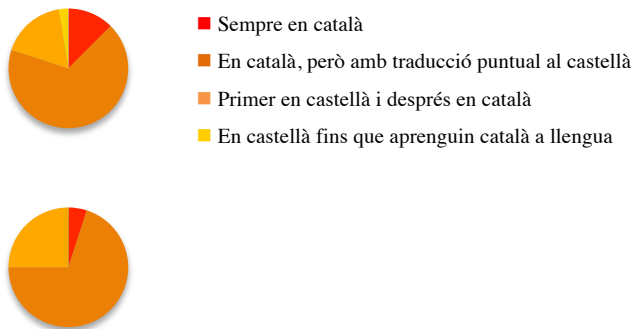 Sempre en català
En català, però amb traducció puntual al castellà
Primer en castellà i després en català
En castellà fins que aprenguin català a llengua